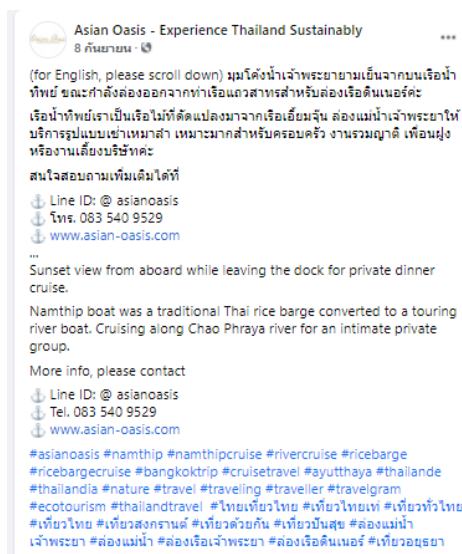 Asian Oasis - Experience Thailand Sustainably
8 กันยายน
(for English, please scroll down) มุมโค้งน้ำเจ้าพระยายามเย็นจากบนเรือน้ำ
ทิพย์ ขณะกำลังล่องออกจากท่าเรือแถวสาทรสำหรับล่องเรือดินเนอร์ค่ะ
เรือน้ำทิพย์เราเป็นเรือไม้ที่ดัดแปลงมาจากเรือเอี้ยมจุ๊น ล่องแม่น้ำเจ้าพระยาให้
บริการรูปแบบเช่าเหมาลำ เหมาะมากสำหรับครอบครัว งานรวมญาติ เพื่อนฝูง
หรืองานเลี้ยงบริษัทค่ะ
สนใจสอบถามเพิ่มเติมได้ที่
⚓ Line ID: @ asianoasis
⚓ โทร. 083 540 9529
⚓ www.asian-oasis.com
...
Sunset view from aboard while leaving the dock for private dinner
cruise.
Namthip boat was a traditional Thai rice barge converted to a touring
river boat. Cruising along Chao Phraya river for an intimate private
group.
More info, please contact
⚓ Line ID: @ asianoasis
⚓ Tel. 083 540 9529
⚓ www.asian-oasis.com
#asianoasis #namthip #namthipcruise #rivercruise #ricebarge
#ricebargecruise #bangkoktrip #cruisetravel #ayutthaya #thailande
#thailandia #nature #travel #traveling #traveller #travelgram
#ecotourism #thailandtravel #ไทยเที่ยวไทย #เที่ยวไทยเท่ #เที่ยวทั่วไทย
#เที่ยวไทย #เที่ยวสงกรานต์ #เที่ยวด้วยกัน #เที่ยวปันสุข #ล่องแม่น้ำ
เจ้าพระยา #ล่องแม่น้ำ #ล่องเรือเจ้าพระยา #ล่องเรือดินเนอร์ #เที่ยวอยุธยา